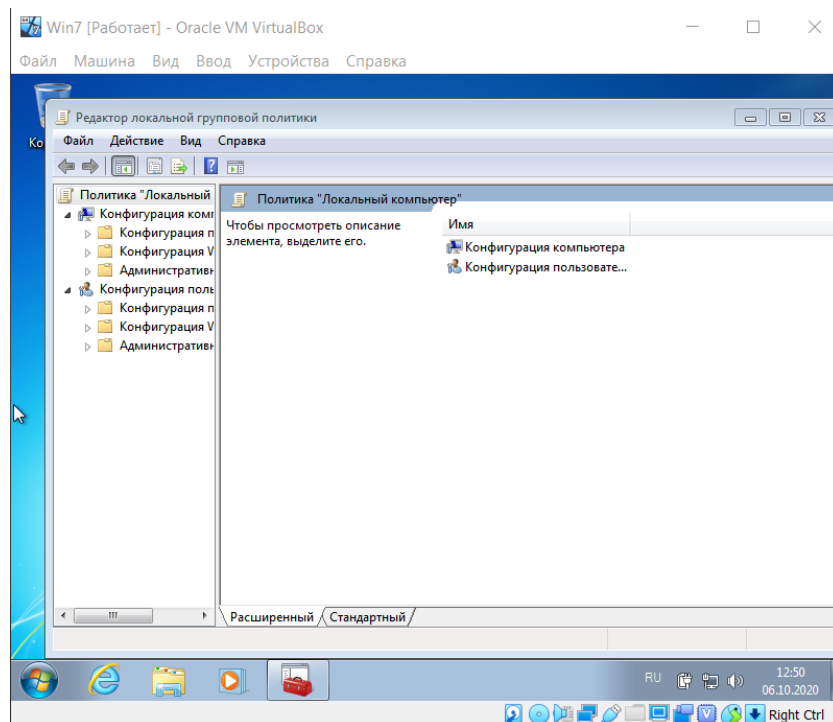 Win7 [Работает] - Oracle VM VirtualBox
Файл Машина Вид Ввод Устройства Справка
Ко
Редактор локальной групповой политики
Файл Действие Вид Справка
Политика "Локальный
Конфигурация комп
Конфигурация п
Конфигурация W
Административн
Конфигурация поль
Конфигурация п
Конфигурация W
Административн
Политика "Локальный компьютер"
Чтобы просмотреть описание
элемента, выделите его.
Имя
Конфигурация компьютера
Конфигурация пользовате...
Расширенный Стандартный
RU
12:50
06.10.2020
Right Ctrl